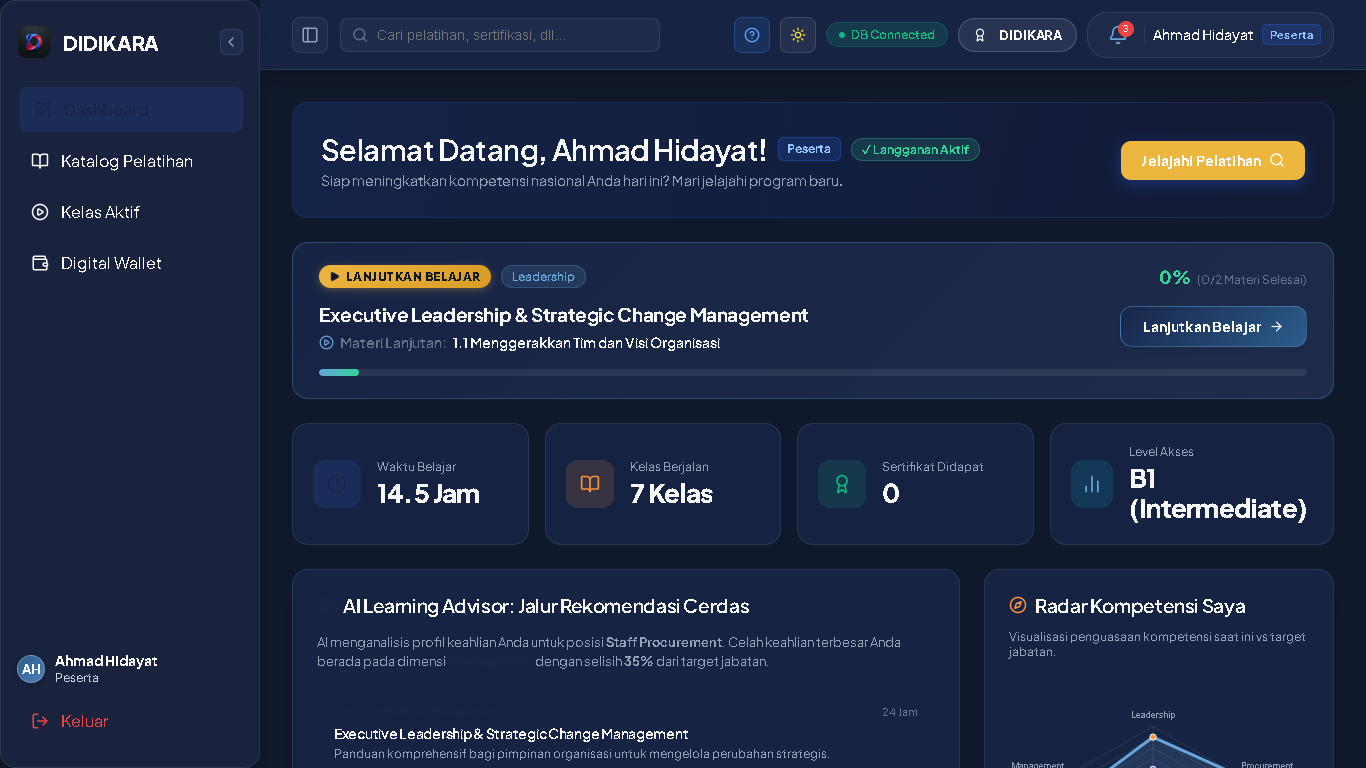 DIDIKARA
Dashboard
Katalog Pelatihan
Kelas Aktif
Digital Wallet
AH
Ahmad Hidayat
Peserta
Keluar
Cari pelatihan, sertifikasi, dll...
DB Connected
DIDIKARA
3
Ahmad Hidayat
Peserta
Selamat Datang, Ahmad Hidayat!
Peserta
✓ Langganan Aktif
Siap meningkatkan kompetensi nasional Anda hari ini? Mari jelajahi program baru.
Jelajahi Pelatihan
LANJUTKAN BELAJAR
Leadership
0% (0/2 Materi Selesai)
Executive Leadership & Strategic Change Management
Materi Lanjutan: 1.1 Menggerakkan Tim dan Visi Organisasi
Lanjutkan Belajar
Waktu Belajar
14.5 Jam
Kelas Berjalan
7 Kelas
Sertifikat Didapat
0
Level Akses
B1
(Intermediate)
AI Learning Advisor: Jalur Rekomendasi Cerdas
AI menganalisis profil keahlian Anda untuk posisi Staff Procurement. Celah keahlian terbesar Anda
berada pada dimensi dengan selisih 35% dari target jabatan.
24 Jam
Executive Leadership & Strategic Change Management
Panduan komprehensif bagi pimpinan organisasi untuk mengelola perubahan strategis.
Radar Kompetensi Saya
Visualisasi penguasaan kompetensi saat ini vs target
jabatan.
Leadership
Management
Procurement